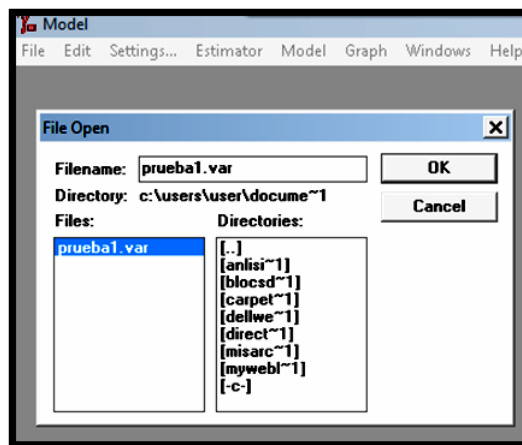 Model
File Edit Settings... Estimator Model Graph Windows Help
File Open
Filename: prueba1.var
OK
Directory: c:\users\user\docume~1
Cancel
Files: Directories:
prueba1.var
[..]
[anlisi~1]
[blocsd~1]
[carpet~1]
[dellwe~1]
[direct~1]
[misarc~1]
[mywebl~1]
[-c-]